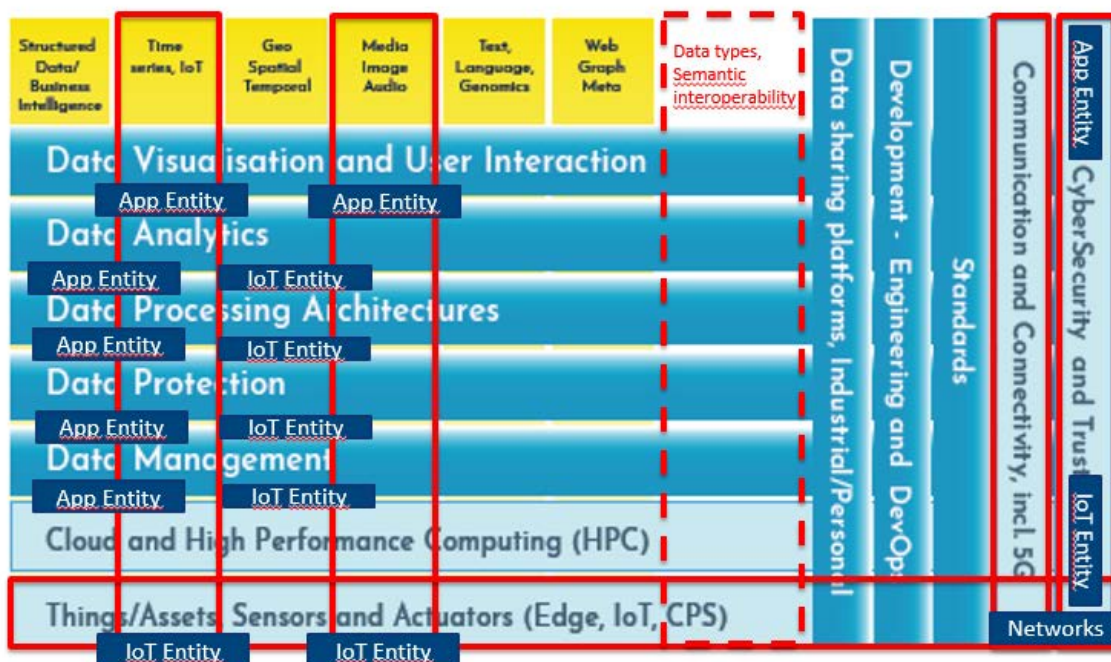 Structured
Data/
Business
Intelligence
Time
series, IoT
Geo
Spatial
Temporal
Media
Image
Audio
Text,
Language,
Genomics
Web
Graph
Meta
Data types,
Semantic
interoperability
Data Visualisation and User Interaction
App Entity
App Entity
Data Analytics
App Entity
IoT Entity
Data Processing Architectures
App Entity
IoT Entity
Data Protection
App Entity
IoT Entity
Data Management
App Entity
IoT Entity
Cloud and High Performance Computing (HPC)
Things/Assets, Sensors and Actuators (Edge, IoT, CPS)
IoT Entity
IoT Entity
Data sharing platforms, Industrial/Personal
Development - Engineering and DevOps
Standards
Communication and Connectivity, incl. 5G
App Entity
CyberSecurity and Trust
IoT Entity
Networks